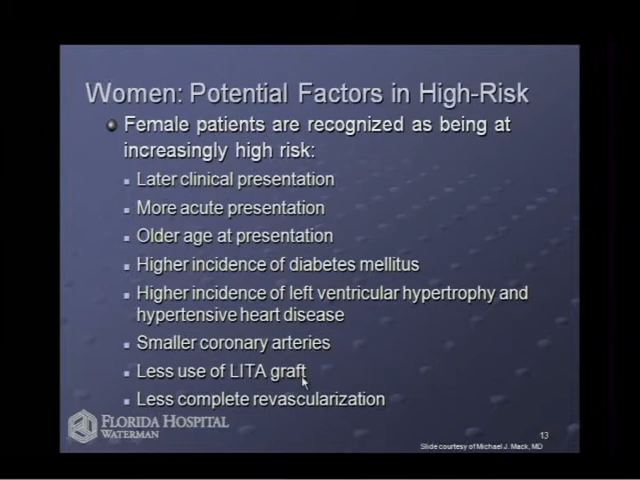 Women: Potential Factors in High-Risk
Female patients are recognized as being at
increasingly high risk:
Later clinical presentation
More acute presentation
Older age at presentation
Higher incidence of diabetes mellitus
Higher incidence of left ventricular hypertrophy and
hypertensive heart disease
Smaller coronary arteries
Less use of LITA graft
Less complete revascularization
FLORIDA HOSPITAL
WATERMAN
13
Slide courtesy of Michael J. Mack, MD